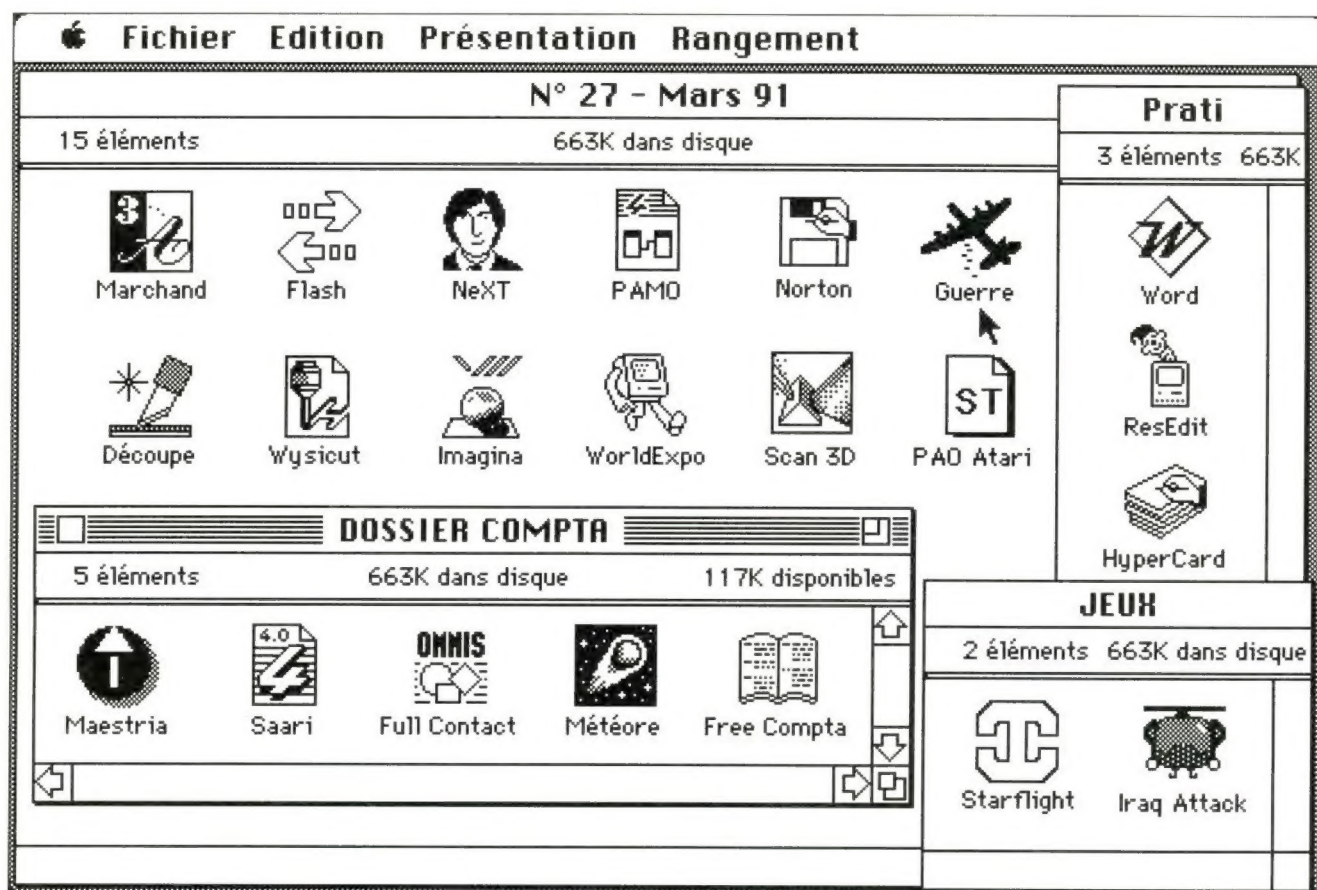 Fichier Edition Présentation Rangement
N° 27 - Mars 91
15 éléments 663K dans disque
Prati
3 éléments 663K
3
Marchand Flash NeXT PAMO Norton Guerre
W
Word
ST
Découpe Wysicut Imagina WorldExpo Scan 3D PAO Atari
ResEdit
HyperCard
DOSSIER COMPTA
5 éléments 663K dans disque 117K disponibles
4.0
OMNIS
Maestria Saari Full Contact Météore Free Compta
JEUX
2 éléments 663K dans disque
Starflight Iraq Attack